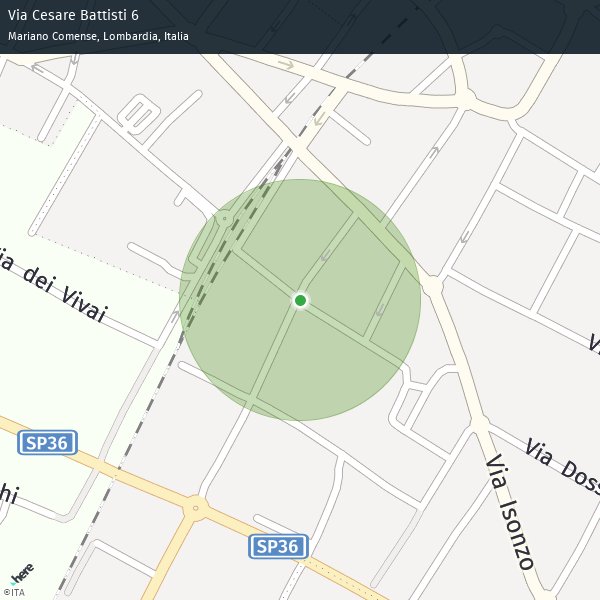 Via Cesare Battisti 6
Mariano Comense, Lombardia, Italia
ia dei Vivai
SP36
hi
Via Doss
Via Isonzo
SP36
here
©ITA